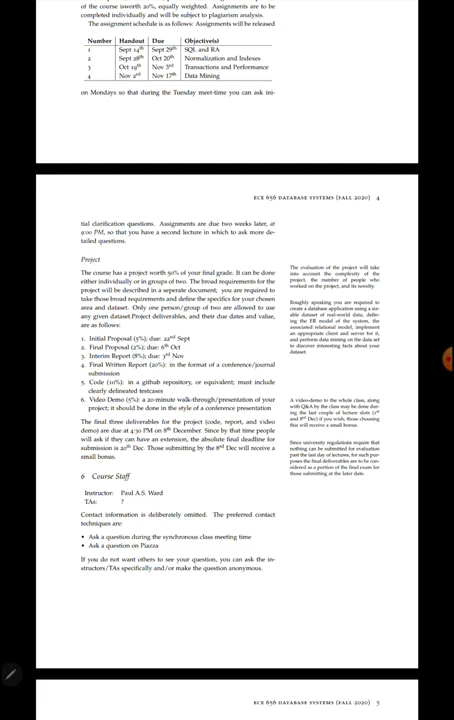 of the course isworth 20%, equally weighted. Assignments are to be
completed individually and will be subject to plagiarism analysis.
The assignment schedule is as follows: Assignments will be released
Number Handout Due Objective(s)
1 Sept 14th Sept 29th SQL and RA
2 Sept 28th Oct 20th Normalization and Indexes
3 Oct 19th Nov 3rd Transactions and Performance
4 Nov 2nd Nov 17th Data Mining
on Mondays so that during the Tuesday meet-time you can ask ini-
ECE 656 DATABASE SYSTEMS (FALL 2020) 4
tial clarification questions. Assignments are due two weeks later, at
9:00 PM, so that you have a second lecture in which to ask more de-
tailed questions.
Project
The course has a project worth 50% of your final grade. It can be done
either individually or in groups of two. The broad requirements for the
project will be described in a seperate document; you are required to
take those broad requirements and define the specifics for your chosen
area and dataset. Only one person/group of two are allowed to use
any given dataset Project deliverables, and their due dates and value,
are as follows:
The evaluation of the project will take
into account the complexity of the
project, the number of people who
worked on the project, and its novelty.
Roughly speaking you are required to
create a database application using a siz-
able dataset of real-world data, defin-
ing the ER model of the system, the
associated relational model, implement
an appropriate client and server for it,
and perform data mining on the data set
to discover interesting facts about your
dataset.
1. Initial Proposal (5%); due: 22nd Sept
2. Final Proposal (2%); due: 6th Oct
3. Interim Report (8%); due: 3rd Nov
4. Final Written Report (20%): in the format of a conference/journal
submission
5. Code (10%): in a github repository, or equivalent; must include
clearly delineated testcases
6. Video Demo (5%): a 20-minute walk-through/presentation of your
project; it should be done in the style of a conference presentation
A video-demo to the whole class, along
with Q&A by the class may be done dur-
ing the last couple of lecture slots (1st
and 8rd Dec) if you wish; those choosing
this will receive a small bonus.
The final three deliverables for the project (code, report, and video
demo) are due at 4:30 PM on 8th December. Since by that time people
will ask if they can have an extension, the absolute final deadline for
submission is 20th Dec. Those submitting by the 8rd Dec will receive a
small bonus.
Since university regulations require that
nothing can be submitted for evaluation
past the last day of lectures, for such pur-
poses the final deliverables are to be con-
sidered as a portion of the final exam for
those submitting at the later date.
6 Course Staff
Instructor: Paul A.S. Ward
TAs: ?
Contact information is deliberately omitted. The preferred contact
techniques are:
• Ask a question during the synchronous class meeting time
• Ask a question on Piazza
If you do not want others to see your question, you can ask the in-
structors/TAs specifically and/or make the question anonymous.
ECE 656 DATABASE SYSTEMS (FALL 2020) 5